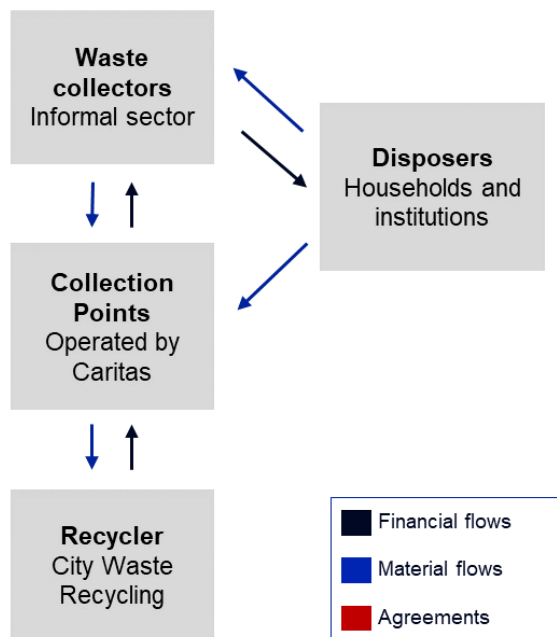 Waste
collectors
Informal sector
Disposers
Households and
institutions
Collection
Points
Operated by
Caritas
Recycler
City Waste
Recycling
Financial flows
Material flows
Agreements